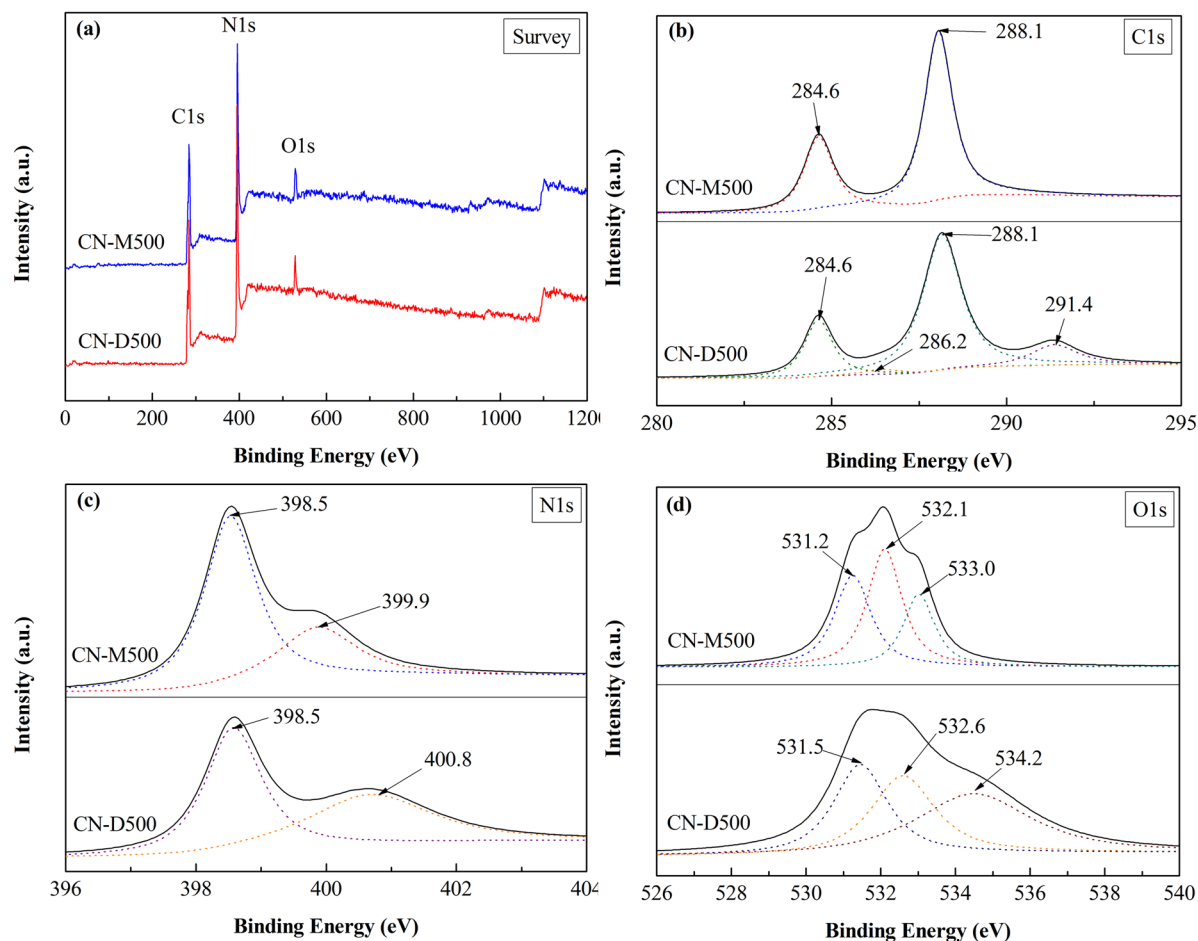 (a)
Survey
N1s
C1s
O1s
CN-M500
CN-D500
Intensity (a.u.)
0 200 400 600 800 1000 1200
Binding Energy (eV)
(b)
C1s
288.1
284.6
CN-M500
288.1
284.6
291.4
286.2
CN-D500
Intensity (a.u.)
280 285 290 295
Binding Energy (eV)
(c)
N1s
398.5
399.9
CN-M500
398.5
400.8
CN-D500
Intensity (a.u.)
396 398 400 402 404
Binding Energy (eV)
(d)
O1s
532.1
531.2
533.0
CN-M500
532.6
531.5
534.2
CN-D500
Intensity (a.u.)
526 528 530 532 534 536 538 540
Binding Energy (eV)